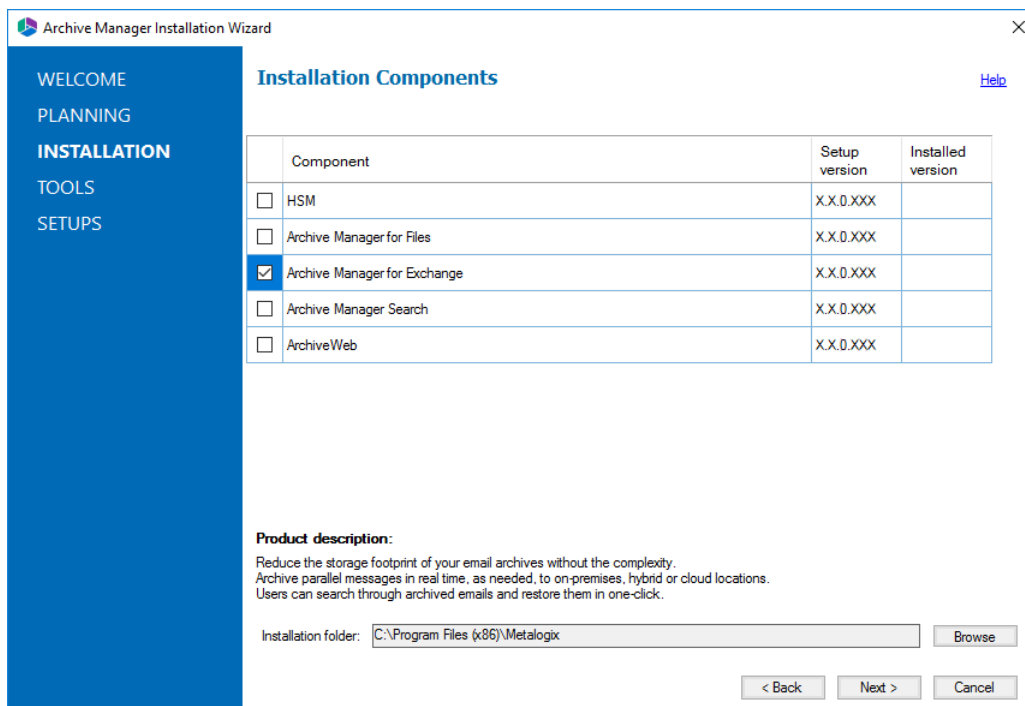 Archive Manager Installation Wizard
WELCOME
PLANNING
INSTALLATION
TOOLS
SETUPS
Installation Components
Help
Component
Setup version
Installed version
HSM
X.X.0.XXX
Archive Manager for Files
X.X.0.XXX
Archive Manager for Exchange
X.X.0.XXX
Archive Manager Search
X.X.0.XXX
ArchiveWeb
X.X.0.XXX
Product description:
Reduce the storage footprint of your email archives without the complexity.
Archive parallel messages in real time, as needed, to on-premises, hybrid or cloud locations.
Users can search through archived emails and restore them in one-click.
Installation folder:
C:\Program Files (x86)\Metalogix
Browse
< Back
Next >
Cancel